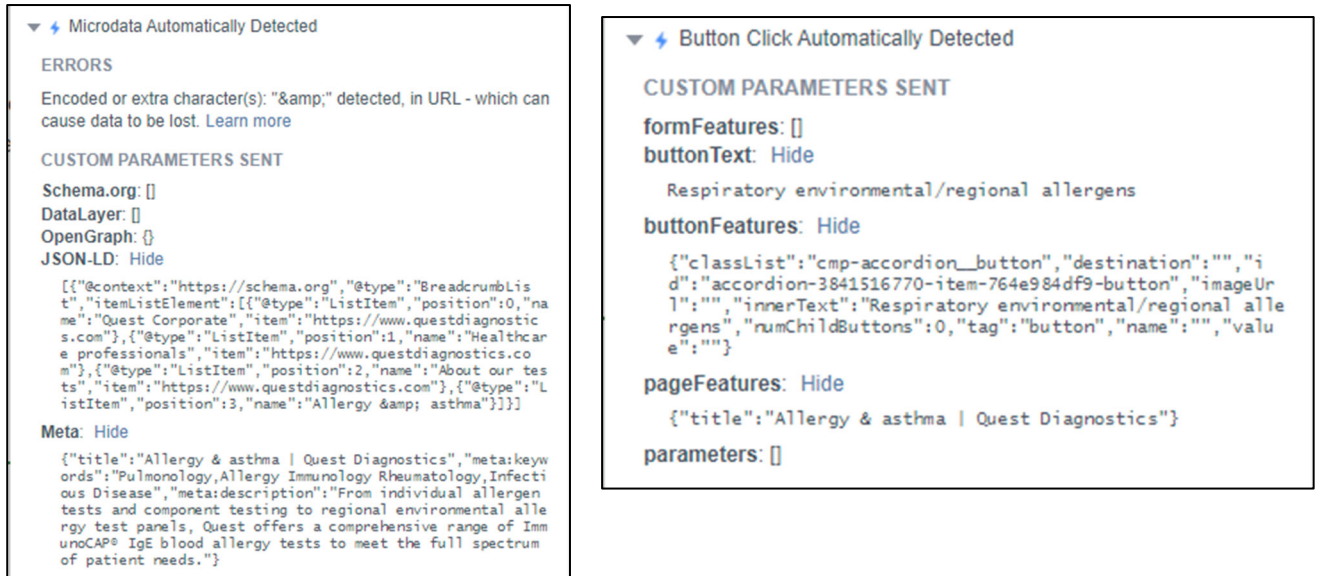 Microdata Automatically Detected
ERRORS
Encoded or extra character(s): "&amp;" detected, in URL - which can
cause data to be lost. Learn more
CUSTOM PARAMETERS SENT
Schema.org: []
DataLayer: []
OpenGraph: {}
JSON-LD: Hide
[{"@context":"https://schema.org","@type":"BreadcrumbLis
t","itemListElement":[{"@type":"ListItem","position":0,"na
me":"Quest Corporate","item":"https://www.questdiagnostic
s.com"},{"@type":"ListItem","position":1,"name":"Healthcar
e professionals","item":"https://www.questdiagnostics.co
m"},{"@type":"ListItem","position":2,"name":"About our tes
ts","item":"https://www.questdiagnostics.com"},{"@type":"L
istItem","position":3,"name":"Allergy &amp; asthma"}]}]
Meta: Hide
{"title":"Allergy & asthma | Quest Diagnostics","meta:keyw
ords":"Pulmonology,Allergy Immunology Rheumatology,Infecti
ous Disease","meta:description":"From individual allergen
tests and component testing to regional environmental alle
rgy test panels, Quest offers a comprehensive range of Imm
unoCAP® IgE blood allergy tests to meet the full spectrum
of patient needs."}
Button Click Automatically Detected
CUSTOM PARAMETERS SENT
formFeatures: []
buttonText: Hide
Respiratory environmental/regional allergens
buttonFeatures: Hide
{"classList":"cmp-accordion__button","destination":"","i
d":"accordion-3841516770-item-764e984df9-button","imageUr
l":"","innerText":"Respiratory environmental/regional alle
rgens","numChildButtons":0,"tag":"button","name":"","valu
e":""}
pageFeatures: Hide
{"title":"Allergy & asthma | Quest Diagnostics"}
parameters: []